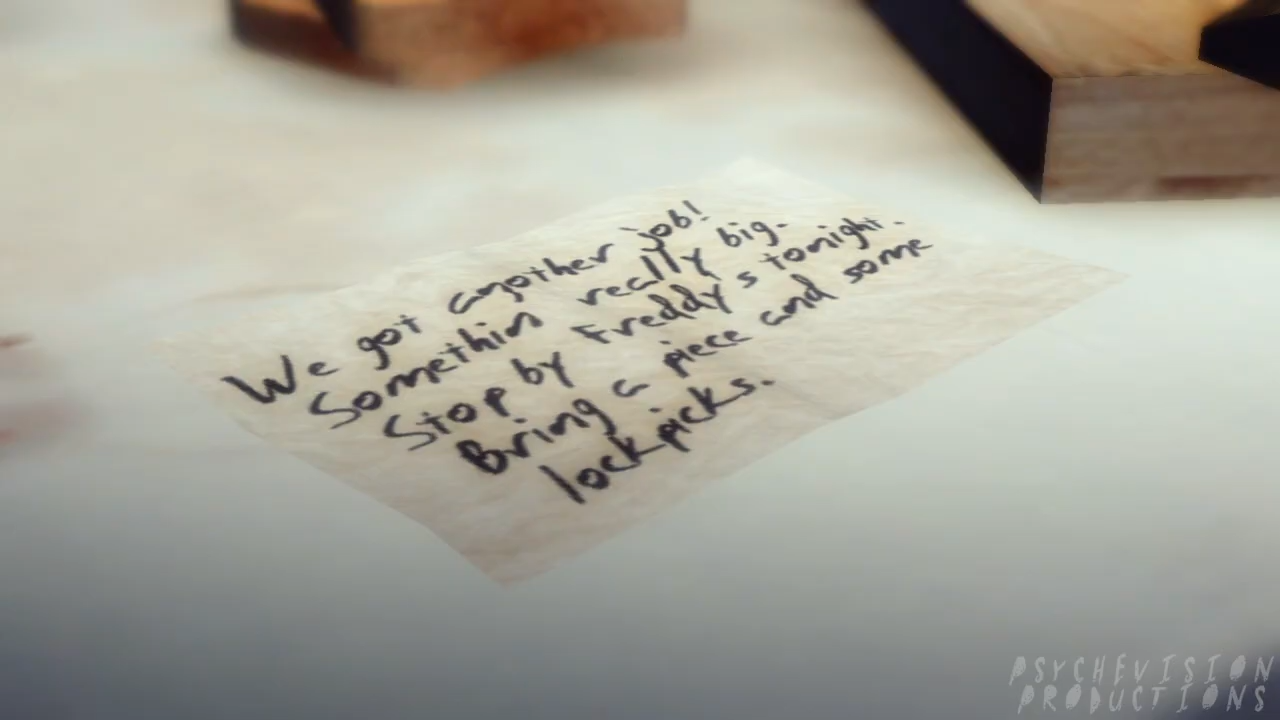 We got another job!
Somethin really big.
Stop by Freddy's tonight.
Bring a piece and some
lockpicks.
PSYCHEVISION
PRODUCTIONS